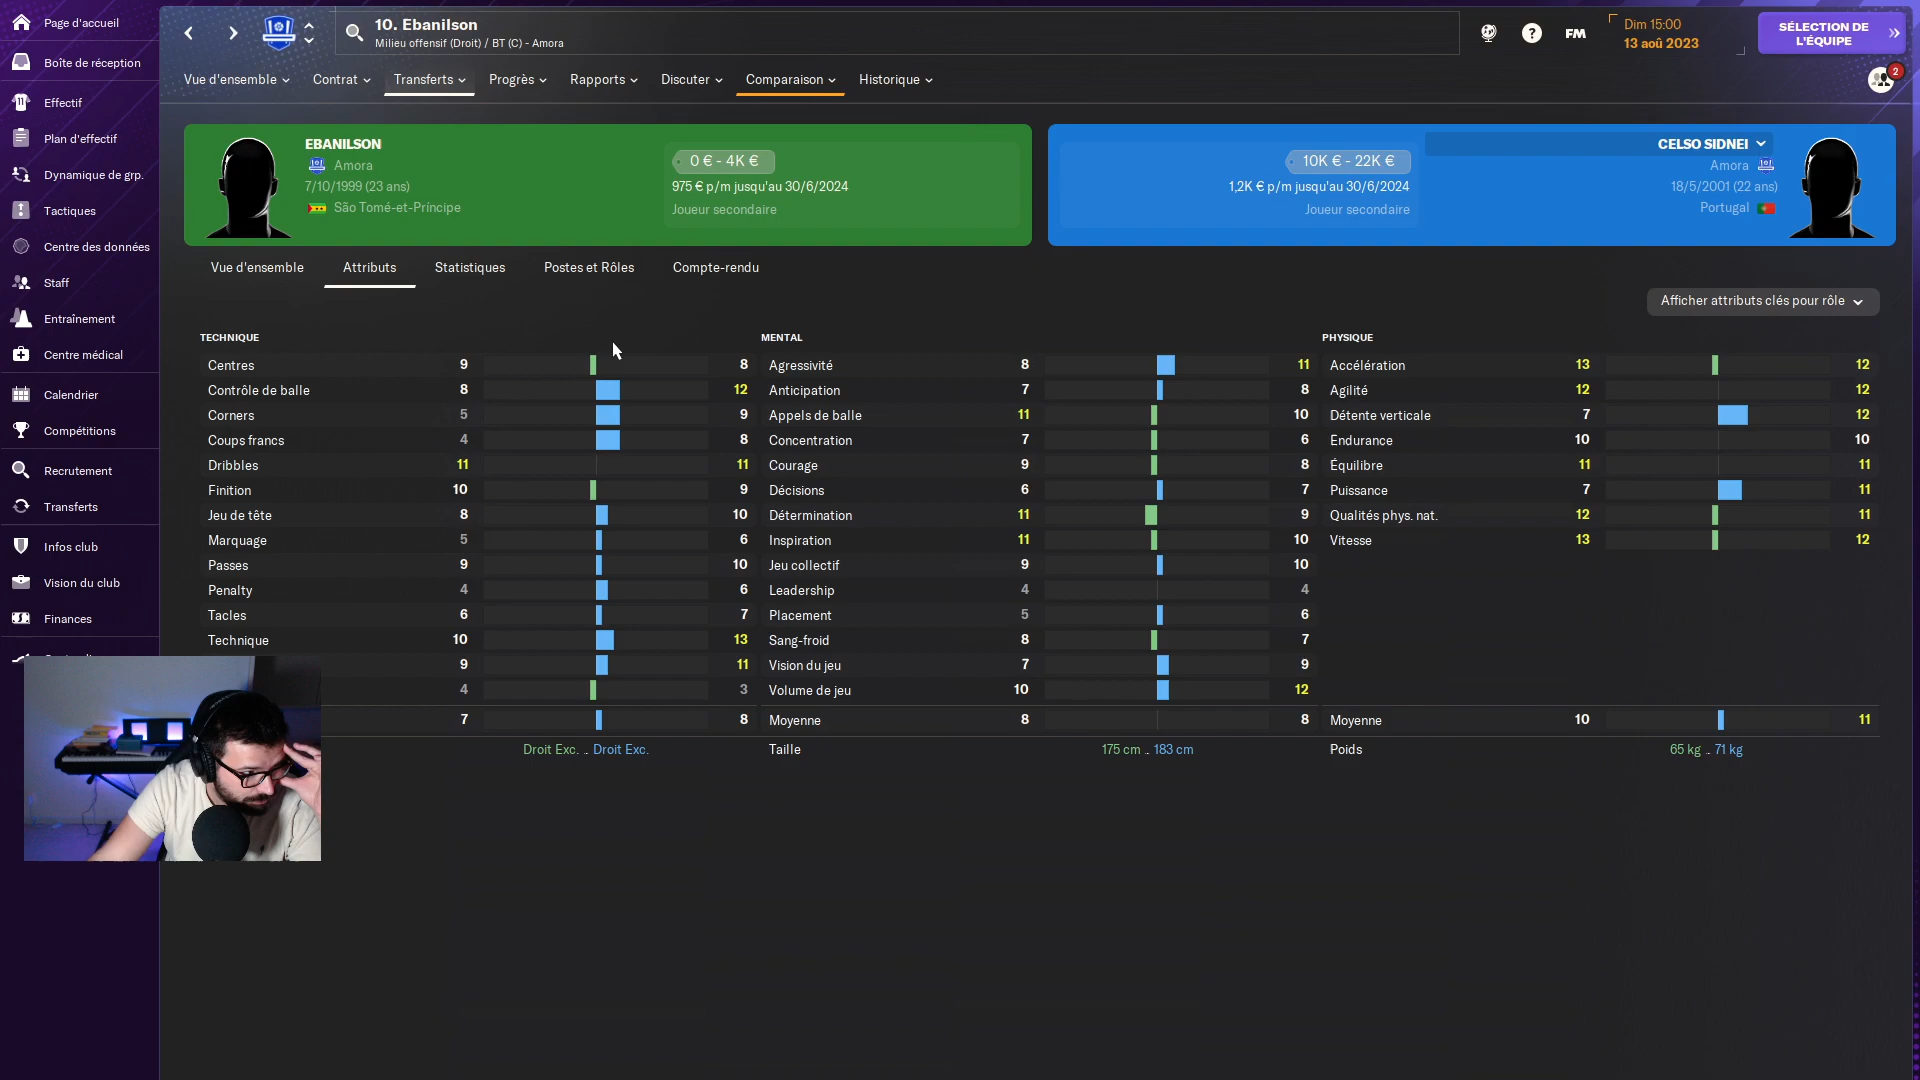 Page d'accueil
Boîte de réception
Effectif
Plan d'effectif
Dynamique de grp.
Tactiques
Centre des données
Staff
Entraînement
Centre médical
Calendrier
Compétitions
Recrutement
Transferts
Infos club
Vision du club
Finances
10. Ebanilson
Milieu offensif (Droit) / BT (C) - Amora
FM
Dim 15:00
13 aoû 2023
SÉLECTION DE
L'ÉQUIPE
2
Vue d'ensemble Contrat Transferts Progrès Rapports Discuter Comparaison Historique
EBANILSON
Amora
7/10/1999 (23 ans)
São Tomé-et-Príncipe
0 € - 4K €
975 € p/m jusqu'au 30/6/2024
Joueur secondaire
10K € - 22K €
1,2K € p/m jusqu'au 30/6/2024
Joueur secondaire
CELSO SIDNEI
Amora
18/5/2001 (22 ans)
Portugal
Vue d'ensemble Attributs Statistiques Postes et Rôles Compte-rendu
Afficher attributs clés pour rôle
TECHNIQUE
Centres 9 8
Contrôle de balle 8 12
Corners 5 9
Coups francs 4 8
Dribbles 11 11
Finition 10 9
Jeu de tête 8 10
Marquage 5 6
Passes 9 10
Penalty 4 6
Tacles 6 7
Technique 10 13
9 11
4 3
7 8
Droit Exc. .. Droit Exc.
MENTAL
Agressivité 8 11
Anticipation 7 8
Appels de balle 11 10
Concentration 7 6
Courage 9 8
Décisions 6 7
Détermination 11 9
Inspiration 11 10
Jeu collectif 9 10
Leadership 4 4
Placement 5 6
Sang-froid 8 7
Vision du jeu 7 9
Volume de jeu 10 12
Moyenne 8 8
Taille 175 cm .. 183 cm
PHYSIQUE
Accélération 13 12
Agilité 12 12
Détente verticale 7 12
Endurance 10 10
Équilibre 11 11
Puissance 7 11
Qualités phys. nat. 12 11
Vitesse 13 12
Moyenne 10 11
Poids 65 kg .. 71 kg